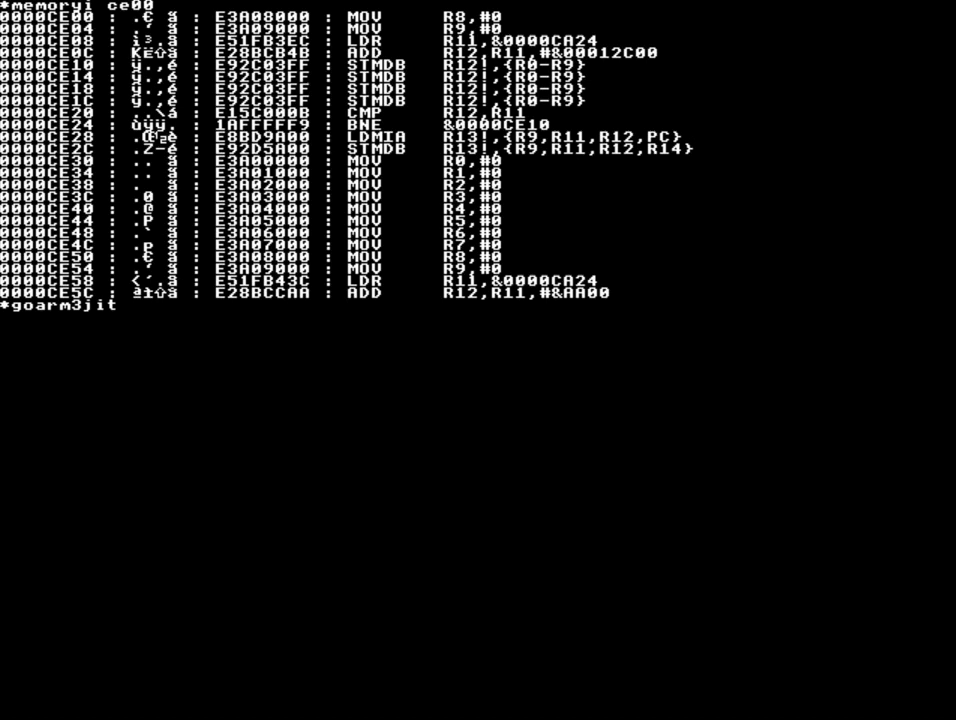 *memoryi ce00
0000CE00 : .€ ã : E3A08000 : MOV R8,#0
0000CE04 : .‘ ã : E3A09000 : MOV R9,#0
0000CE08 : ì³.å : E51FB3EC : LDR R11,&0000CA24
0000CE0C : KË⇧â : E28BCB4B : ADD R12,R11,#&00012C00
0000CE10 : ÿ.,é : E92C03FF : STMDB R12!,{R0-R9}
0000CE14 : ÿ.,é : E92C03FF : STMDB R12!,{R0-R9}
0000CE18 : ÿ.,é : E92C03FF : STMDB R12!,{R0-R9}
0000CE1C : ÿ.,é : E92C03FF : STMDB R12!,{R0-R9}
0000CE20 : ..\á : E15C000B : CMP R12,R11
0000CE24 : ùÿÿ. : 1AFFFFF9 : BNE &0000CE10
0000CE28 : .Œ½è : E8BD9A00 : LDMIA R13!,{R9,R11,R12,PC}
0000CE2C : .Z-é : E92D5A00 : STMDB R13!,{R9,R11,R12,R14}
0000CE30 : .. ã : E3A00000 : MOV R0,#0
0000CE34 : .. ã : E3A01000 : MOV R1,#0
0000CE38 : .  ã : E3A02000 : MOV R2,#0
0000CE3C : .0 ã : E3A03000 : MOV R3,#0
0000CE40 : .@ ã : E3A04000 : MOV R4,#0
0000CE44 : .P ã : E3A05000 : MOV R5,#0
0000CE48 : .` ã : E3A06000 : MOV R6,#0
0000CE4C : .p ã : E3A07000 : MOV R7,#0
0000CE50 : .€ ã : E3A08000 : MOV R8,#0
0000CE54 : .‘ ã : E3A09000 : MOV R9,#0
0000CE58 : <´.å : E51FB43C : LDR R11,&0000CA24
0000CE5C : ªÌ⇧â : E28BCCAA : ADD R12,R11,#&AA00
*goarm3jit